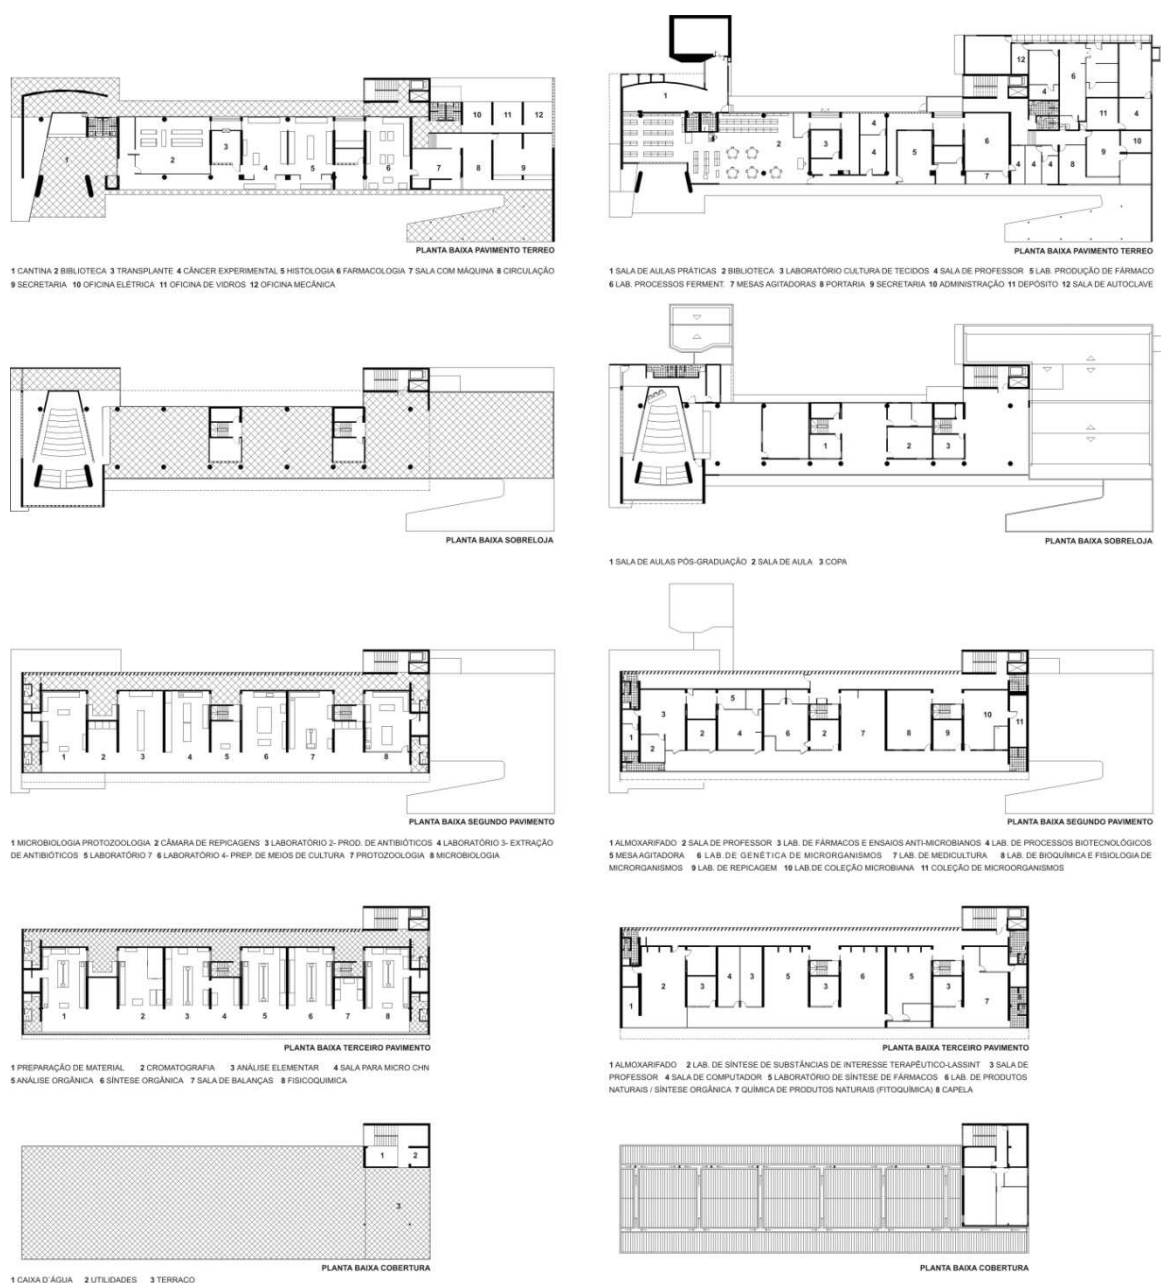 PLANTA BAIXA PAVIMENTO TERREO
1 CANTINA 2 BIBLIOTECA 3 TRANSPLANTE 4 CÂNCER EXPERIMENTAL 5 HISTOLOGIA 6 FARMACOLOGIA 7 SALA COM MÁQUINA 8 CIRCULAÇÃO
9 SECRETARIA 10 OFICINA ELÉTRICA 11 OFICINA DE VIDROS 12 OFICINA MECÂNICA
PLANTA BAIXA PAVIMENTO TERREO
1 SALA DE AULAS PRÁTICAS 2 BIBLIOTECA 3 LABORATÓRIO CULTURA DE TECIDOS 4 SALA DE PROFESSOR 5 LAB. PRODUÇÃO DE FÁRMACO
6 LAB. PROCESSOS FERMENT. 7 MESAS AGITADORAS 8 PORTARIA 9 SECRETARIA 10 ADMINISTRAÇÃO 11 DEPÓSITO 12 SALA DE AUTOCLAVE
PLANTA BAIXA SOBRELOJA
PLANTA BAIXA SOBRELOJA
1 SALA DE AULAS PÓS-GRADUAÇÃO 2 SALA DE AULA 3 COPA
PLANTA BAIXA SEGUNDO PAVIMENTO
1 MICROBIOLOGIA PROTOZOOLOGIA 2 CÂMARA DE REPICAGENS 3 LABORATÓRIO 2- PROD. DE ANTIBIÓTICOS 4 LABORATÓRIO 3- EXTRAÇÃO
DE ANTIBIÓTICOS 5 LABORATÓRIO 7 6 LABORATÓRIO 4- PREP. DE MEIOS DE CULTURA 7 PROTOZOOLOGIA 8 MICROBIOLOGIA
PLANTA BAIXA SEGUNDO PAVIMENTO
1 ALMOXARIFADO 2 SALA DE PROFESSOR 3 LAB. DE FÁRMACOS E ENSAIOS ANTI-MICROBIANOS 4 LAB. DE PROCESSOS BIOTECNOLÓGICOS
5 MESA AGITADORA 6 LAB. DE GENÉTICA DE MICRORGANISMOS 7 LAB. DE MEDICULTURA 8 LAB. DE BIOQUÍMICA E FISIOLOGIA DE
MICRORGANISMOS 9 LAB. DE REPICAGEM 10 LAB.DE COLEÇÃO MICROBIANA 11 COLEÇÃO DE MICROORGANISMOS
PLANTA BAIXA TERCEIRO PAVIMENTO
1 PREPARAÇÃO DE MATERIAL 2 CROMATOGRAFIA 3 ANÁLISE ELEMENTAR 4 SALA PARA MICRO CHN
5 ANÁLISE ORGÂNICA 6 SÍNTESE ORGÂNICA 7 SALA DE BALANÇAS 8 FISICOQUIMICA
PLANTA BAIXA TERCEIRO PAVIMENTO
1 ALMOXARIFADO 2 LAB. DE SÍNTESE DE SUBSTÂNCIAS DE INTERESSE TERAPÊUTICO-LASSINT 3 SALA DE
PROFESSOR 4 SALA DE COMPUTADOR 5 LABORATÓRIO DE SÍNTESE DE FÁRMACOS 6 LAB. DE PRODUTOS
NATURAIS / SÍNTESE ORGÂNICA 7 QUÍMICA DE PRODUTOS NATURAIS (FITOQUÍMICA) 8 CAPELA
PLANTA BAIXA COBERTURA
1 CAIXA D´ÁGUA 2 UTILIDADES 3 TERRACO
PLANTA BAIXA COBERTURA